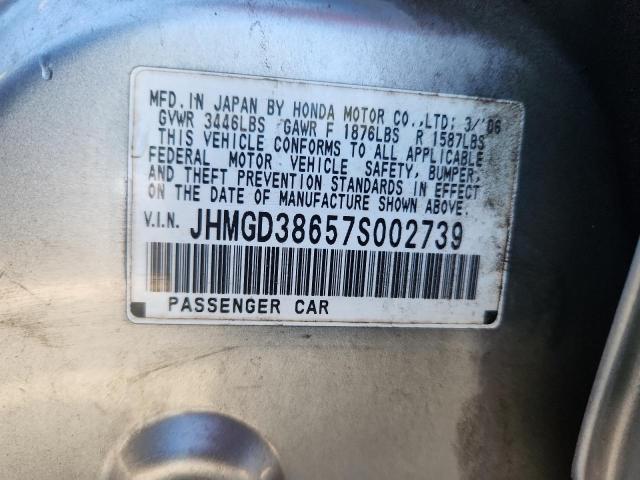 MFD. IN JAPAN BY HONDA MOTOR CO., LTD; 3/'06
GVWR 3446LBS GAWR F 1876LBS R 1587LBS
THIS VEHICLE CONFORMS TO ALL APPLICABLE
FEDERAL MOTOR VEHICLE SAFETY, BUMPER,
AND THEFT PREVENTION STANDARDS IN EFFECT
ON THE DATE OF MANUFACTURE SHOWN ABOVE.
V.I.N. JHMGD38657S002739
PASSENGER CAR